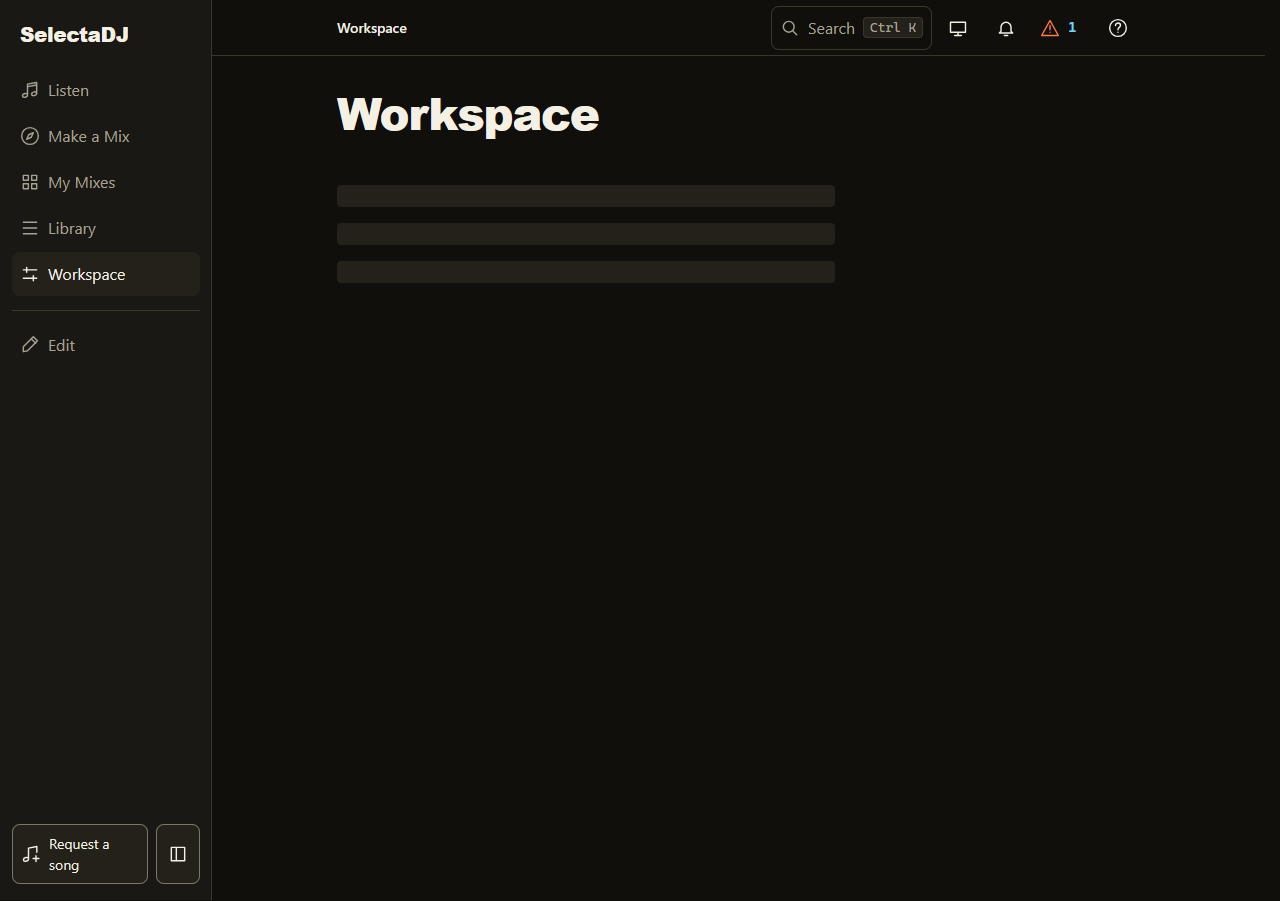 SelectaDJ
Listen
Make a Mix
My Mixes
Library
Workspace
Edit
Request a
song
Workspace
Search Ctrl K
1
Workspace